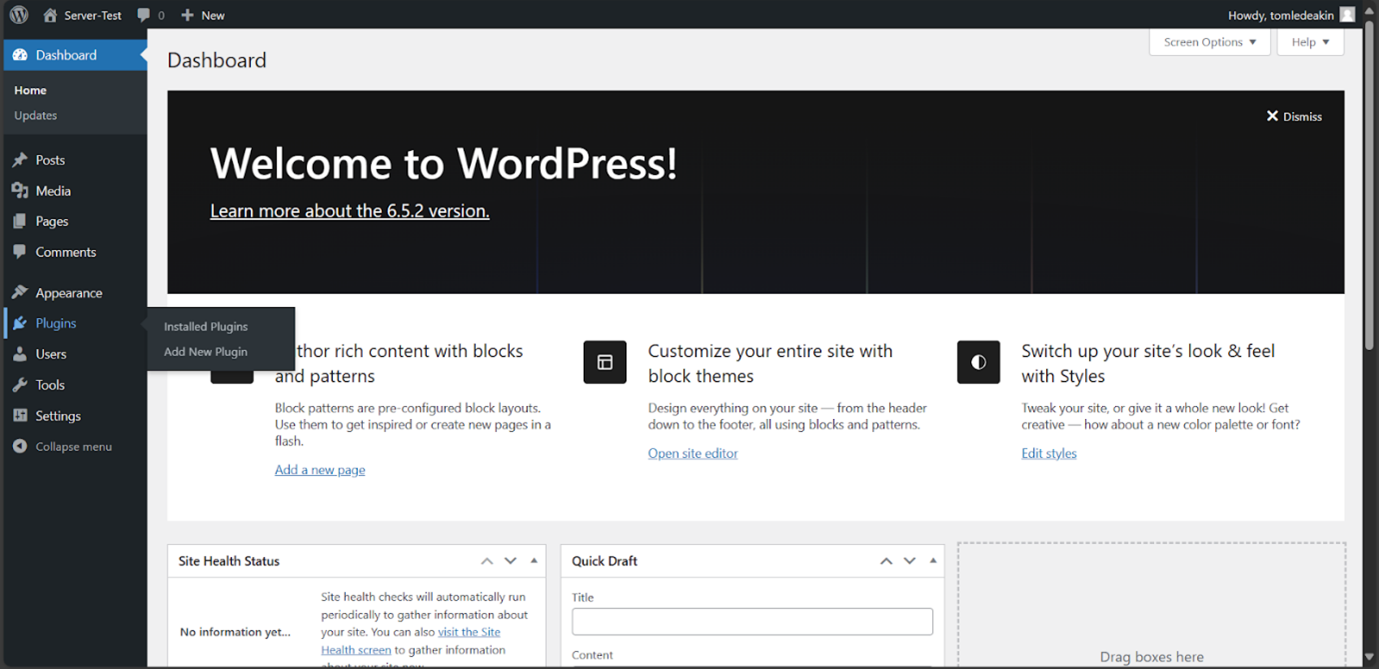 Server-Test
0
New
Howdy, tomledeakin
Dashboard
Home
Updates
Posts
Media
Pages
Comments
Appearance
Plugins
Users
Tools
Settings
Collapse menu
Installed Plugins
Add New Plugin
Screen Options
Help
Dashboard
Dismiss
Welcome to WordPress!
Learn more about the 6.5.2 version.
thor rich content with blocks
and patterns
Block patterns are pre-configured block layouts.
Use them to get inspired or create new pages in a
flash.
Add a new page
Customize your entire site with
block themes
Design everything on your site — from the header
down to the footer, all using blocks and patterns.
Open site editor
Switch up your site’s look & feel
with Styles
Tweak your site, or give it a whole new look! Get
creative — how about a new color palette or font?
Edit styles
Site Health Status
No information yet...
Site health checks will automatically run
periodically to gather information about
your site. You can also visit the Site
Health screen to gather information
about your site now.
Quick Draft
Title
Content
Drag boxes here